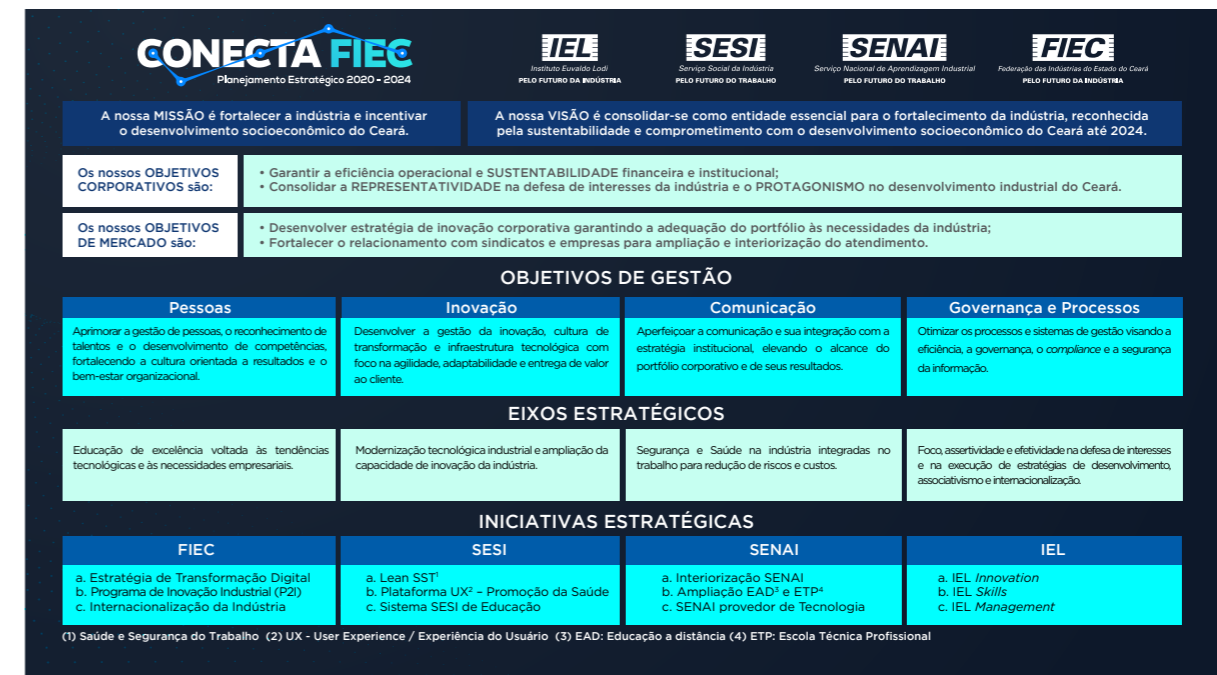 CONECTA FIEC
Planejamento Estratégico 2020 - 2024
IEL
Instituto Euvaldo Lodi
PELO FUTURO DA INDÚSTRIA
SESI
Serviço Social da Indústria
PELO FUTURO DO TRABALHO
SENAI
Serviço Nacional de Aprendizagem Industrial
PELO FUTURO DO TRABALHO
FIEC
Federação das Indústrias do Estado do Ceará
PELO FUTURO DA INDÚSTRIA
A nossa MISSÃO é fortalecer a indústria e incentivar
o desenvolvimento socioeconômico do Ceará.
A nossa VISÃO é consolidar-se como entidade essencial para o fortalecimento da indústria, reconhecida
pela sustentabilidade e comprometimento com o desenvolvimento socioeconômico do Ceará até 2024.
Os nossos OBJETIVOS
CORPORATIVOS são:
• Garantir a eficiência operacional e SUSTENTABILIDADE financeira e institucional;
• Consolidar a REPRESENTATIVIDADE na defesa de interesses da indústria e o PROTAGONISMO no desenvolvimento industrial do Ceará.
Os nossos OBJETIVOS
DE MERCADO são:
• Desenvolver estratégia de inovação corporativa garantindo a adequação do portfólio às necessidades da indústria;
• Fortalecer o relacionamento com sindicatos e empresas para ampliação e interiorização do atendimento.
OBJETIVOS DE GESTÃO
Pessoas
Aprimorar a gestão de pessoas, o reconhecimento de
talentos e o desenvolvimento de competências,
fortalecendo a cultura orientada a resultados e o
bem-estar organizacional.
Inovação
Desenvolver a gestão da inovação, cultura de
transformação e infraestrutura tecnológica com
foco na agilidade, adaptabilidade e entrega de valor
ao cliente.
Comunicação
Aperfeiçoar a comunicação e sua integração com a
estratégia institucional, elevando o alcance do
portfólio corporativo e de seus resultados.
Governança e Processos
Otimizar os processos e sistemas de gestão visando a
eficiência, a governança, o compliance e a segurança
da informação.
EIXOS ESTRATÉGICOS
Educação de excelência voltada às tendências
tecnológicas e às necessidades empresariais.
Modernização tecnológica industrial e ampliação da
capacidade de inovação da indústria.
Segurança e Saúde na indústria integradas no
trabalho para redução de riscos e custos.
Foco, assertividade e efetividade na defesa de interesses
e na execução de estratégias de desenvolvimento,
associativismo e internacionalização.
INICIATIVAS ESTRATÉGICAS
FIEC
a. Estratégia de Transformação Digital
b. Programa de Inovação Industrial (P2I)
c. Internacionalização da Indústria
SESI
a. Lean SST¹
b. Plataforma UX² – Promoção da Saúde
c. Sistema SESI de Educação
SENAI
a. Interiorização SENAI
b. Ampliação EAD³ e ETP⁴
c. SENAI provedor de Tecnologia
IEL
a. IEL Innovation
b. IEL Skills
c. IEL Management
(1) Saúde e Segurança do Trabalho (2) UX - User Experience / Experiência do Usuário (3) EAD: Educação a distância (4) ETP: Escola Técnica Profissional